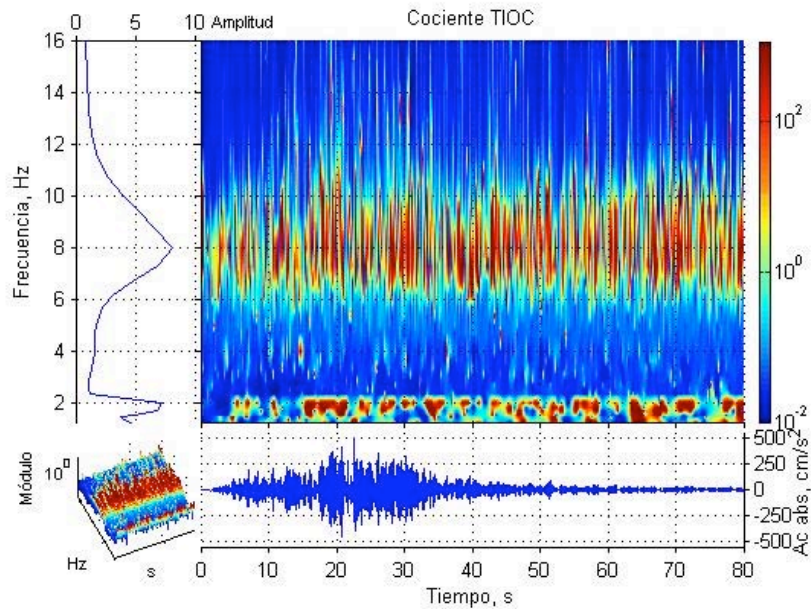 0 5 10 Amplitud
Cociente TIOC
16
14
12
10
8
6
4
2
Frecuencia, Hz
10^2
10^0
10^-2
Módulo
10^0
Hz
s
500
250
0
-250
-500
Ac abs, cm/s^2
0 10 20 30 40 50 60 70 80
Tiempo, s